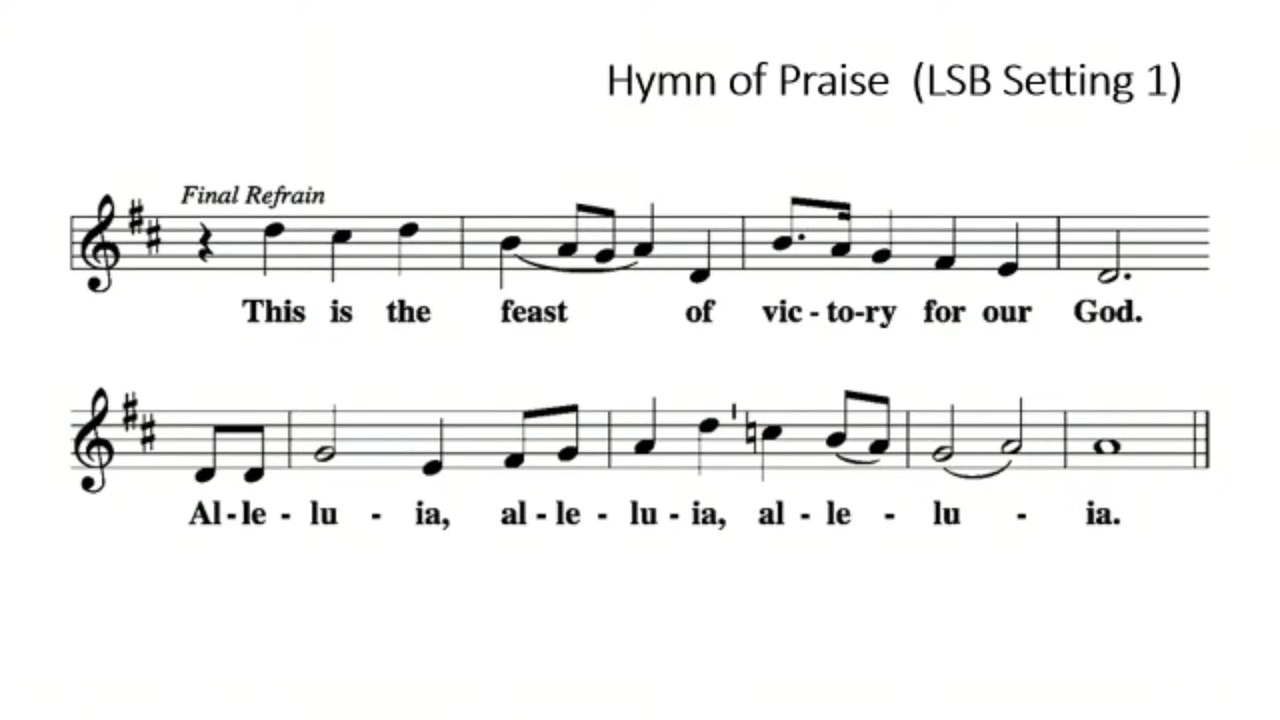 Hymn of Praise (LSB Setting 1)
Final Refrain
This is the feast of vic - to-ry for our God.
Al - le - lu - ia, al - le - lu - ia, al - le - lu - ia.